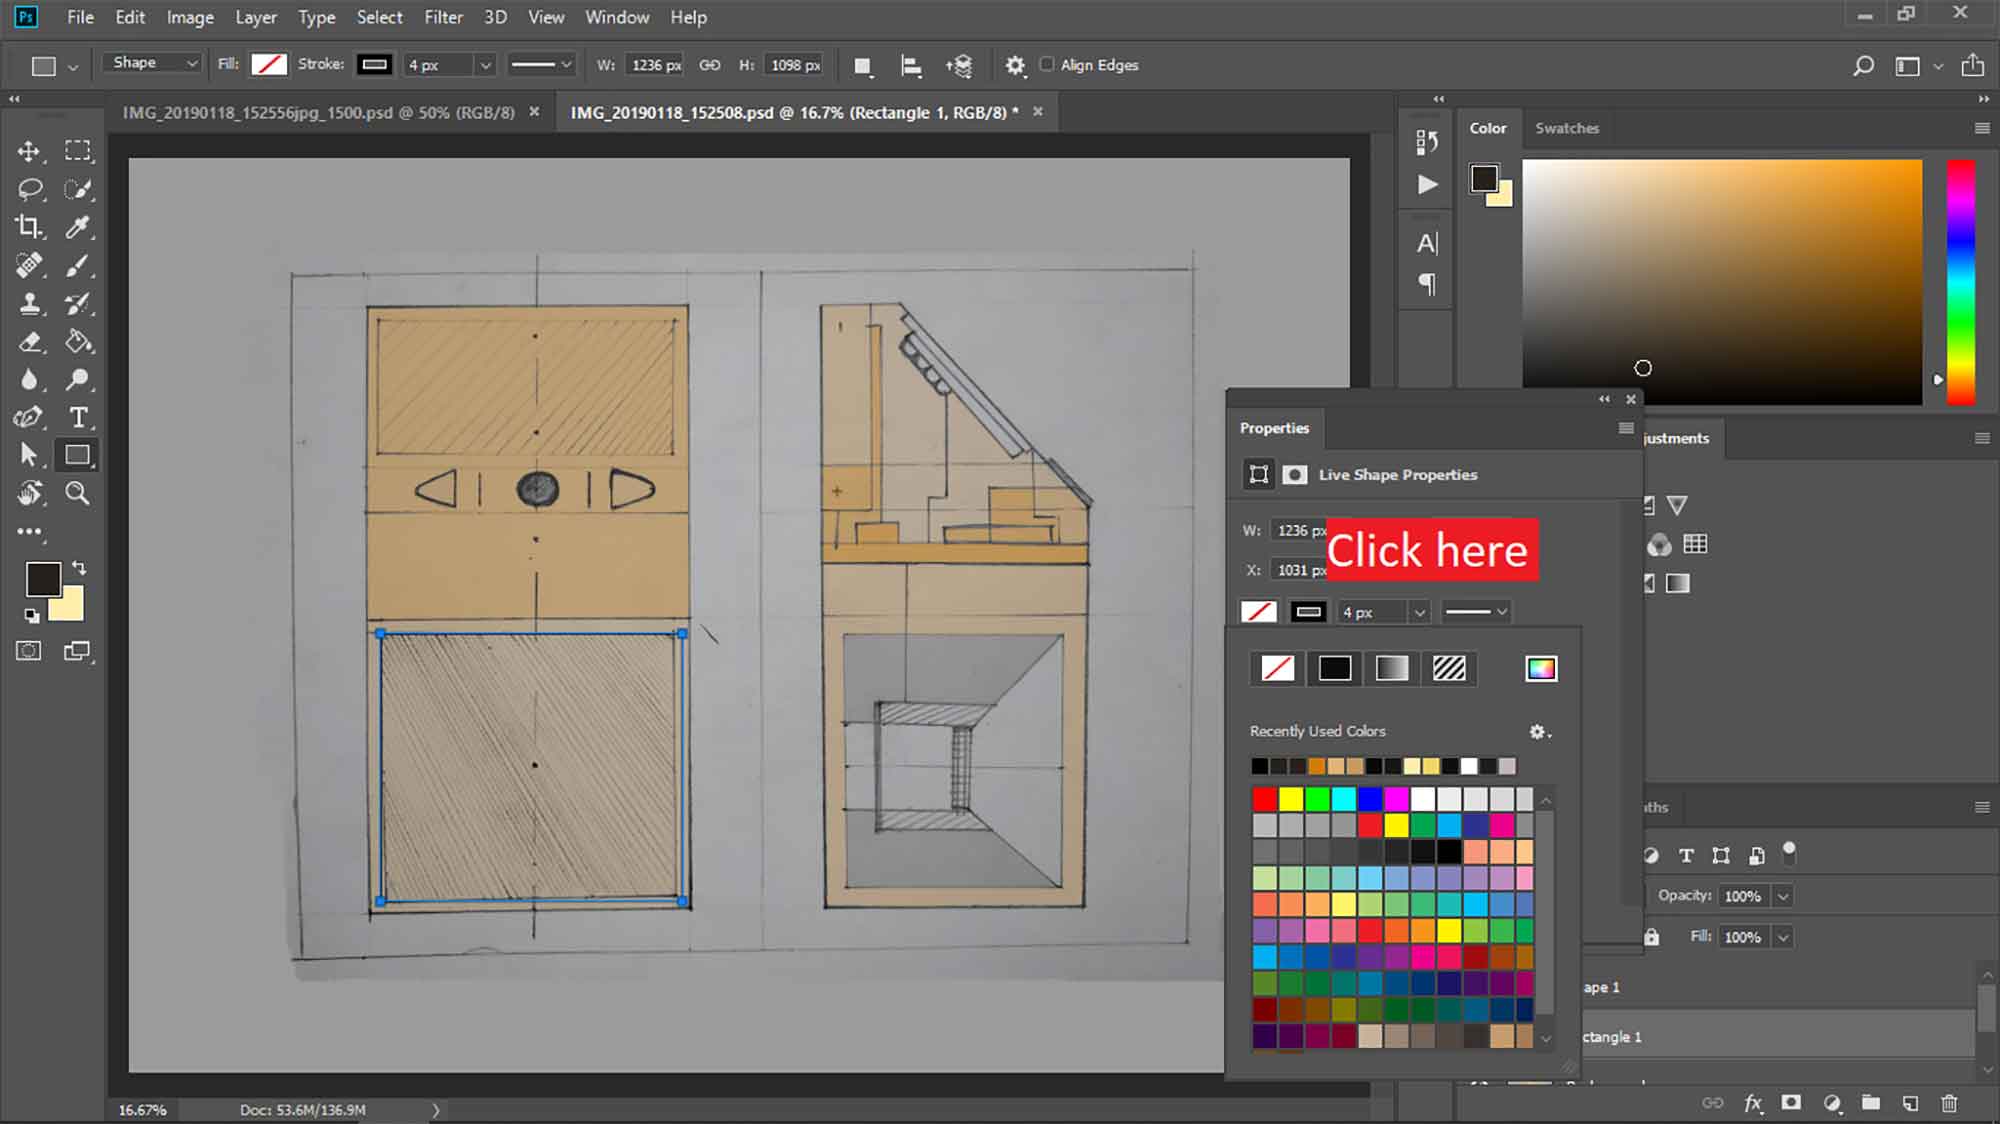 Ps File Edit Image Layer Type Select Filter 3D View Window Help
Shape Fill: Stroke: 4 px W: 1236 px H: 1098 px Align Edges
IMG_20190118_152556jpg_1500.psd @ 50% (RGB/8) IMG_20190118_152508.psd @ 16.7% (Rectangle 1, RGB/8) *
Color Swatches
Properties
justments
Live Shape Properties
W: 1236 px
Click here
X: 1031 px
4 px
Recently Used Colors
aths
Opacity: 100%
Fill: 100%
ape 1
ctangle 1
16.67% Doc: 53.6M/136.9M